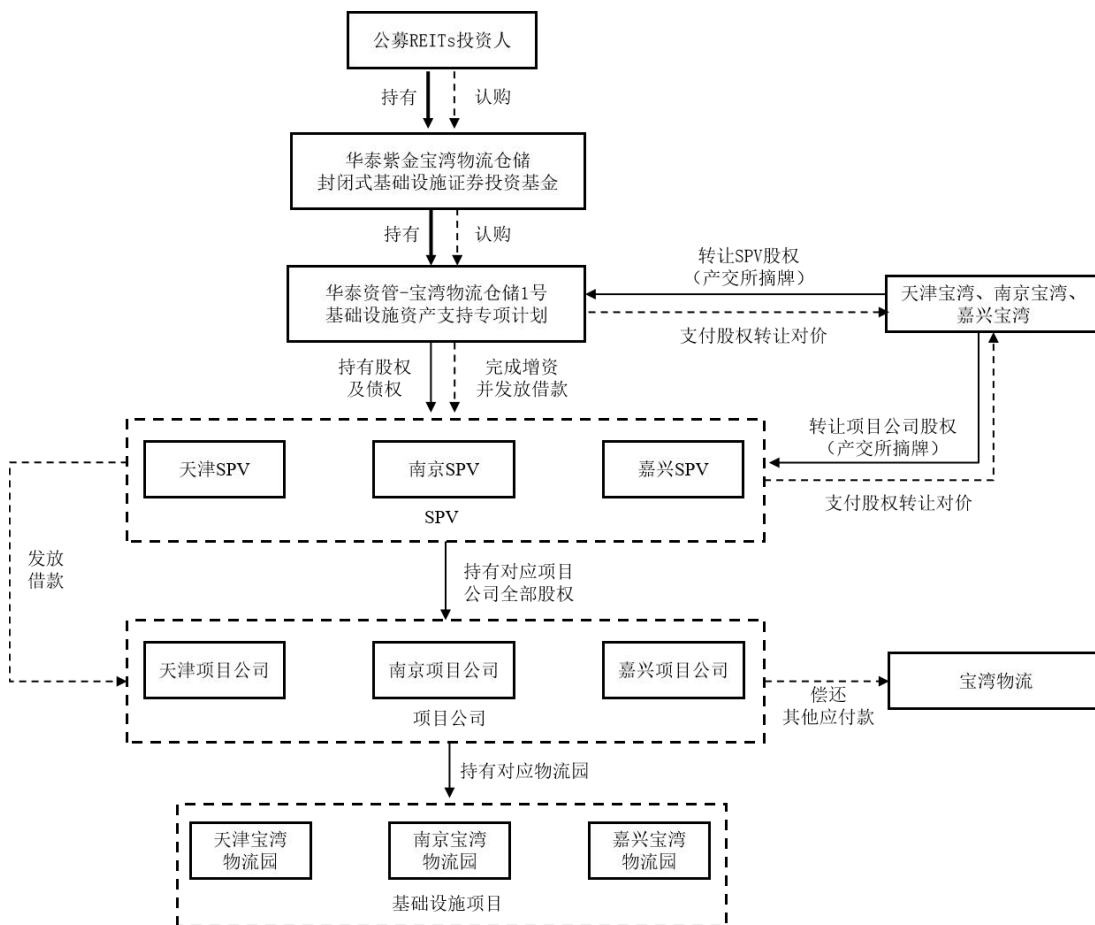 公募REITs投资人
持有
认购
华泰紫金宝湾物流仓储
封闭式基础设施证券投资基金
持有
认购
转让SPV股权
（产交所摘牌）
华泰资管-宝湾物流仓储1号
基础设施资产支持专项计划
天津宝湾、南京宝湾、
嘉兴宝湾
支付股权转让对价
持有股权
及债权
完成增资
并发放借款
转让项目公司股权
（产交所摘牌）
天津SPV
南京SPV
嘉兴SPV
SPV
支付股权转让对价
发放
借款
持有对应项目
公司全部股权
天津项目公司
南京项目公司
嘉兴项目公司
项目公司
宝湾物流
偿还
其他应付款
持有对应物流园
天津宝湾
物流园
南京宝湾
物流园
嘉兴宝湾
物流园
基础设施项目